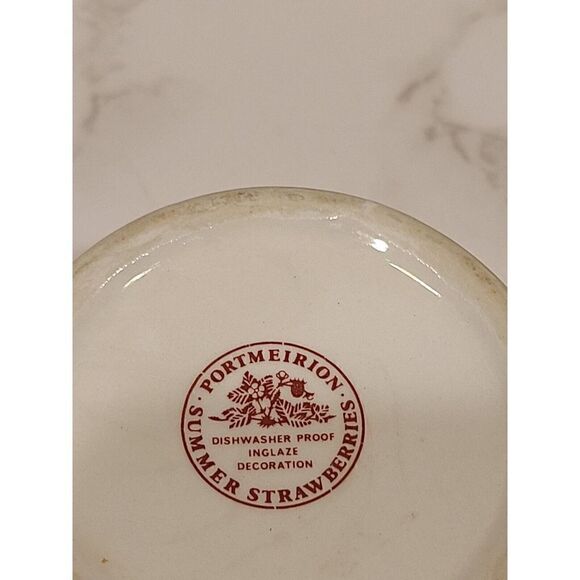 · PORTMEIRION ·
DISHWASHER PROOF
INGLAZE
DECORATION
SUMMER STRAWBERRIES